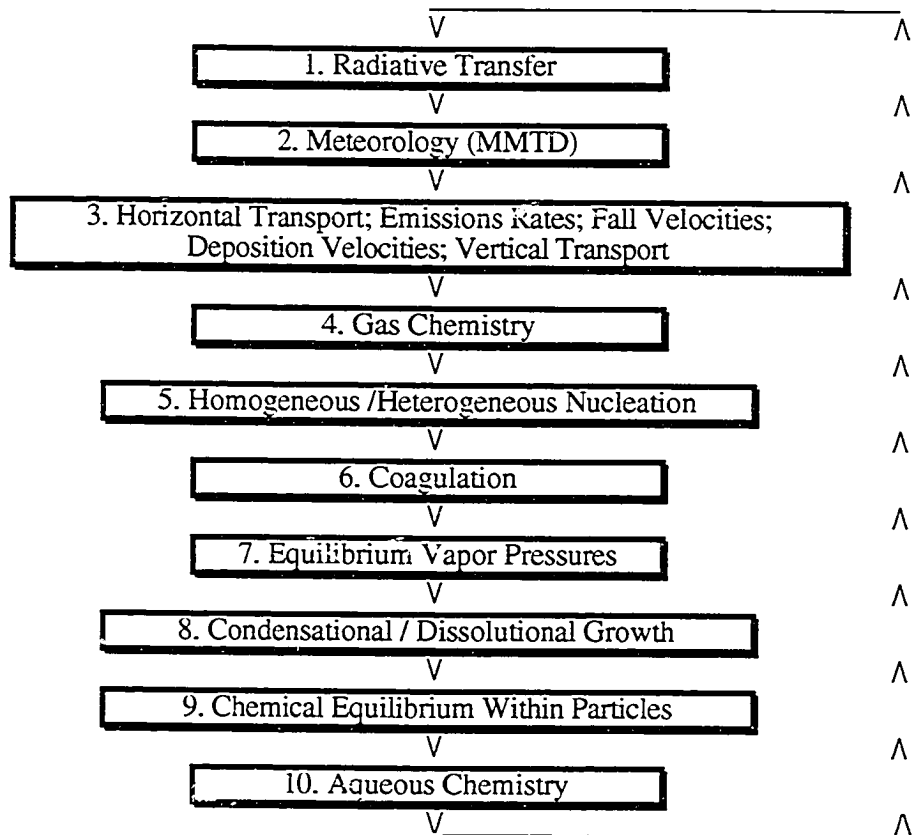 1. Radiative Transfer
2. Meteorology (MMTD)
3. Horizontal Transport; Emissions Rates; Fall Velocities;
Deposition Velocities; Vertical Transport
4. Gas Chemistry
5. Homogeneous /Heterogeneous Nucleation
6. Coagulation
7. Equilibrium Vapor Pressures
8. Condensational / Dissolutional Growth
9. Chemical Equilibrium Within Particles
10. Aqueous Chemistry